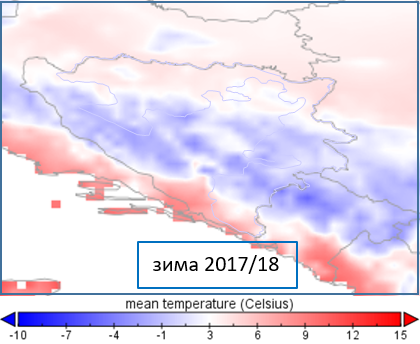 зима 2017/18
mean temperature (Celsius)
-10 -7 -4 -1 3 6 9 12 15